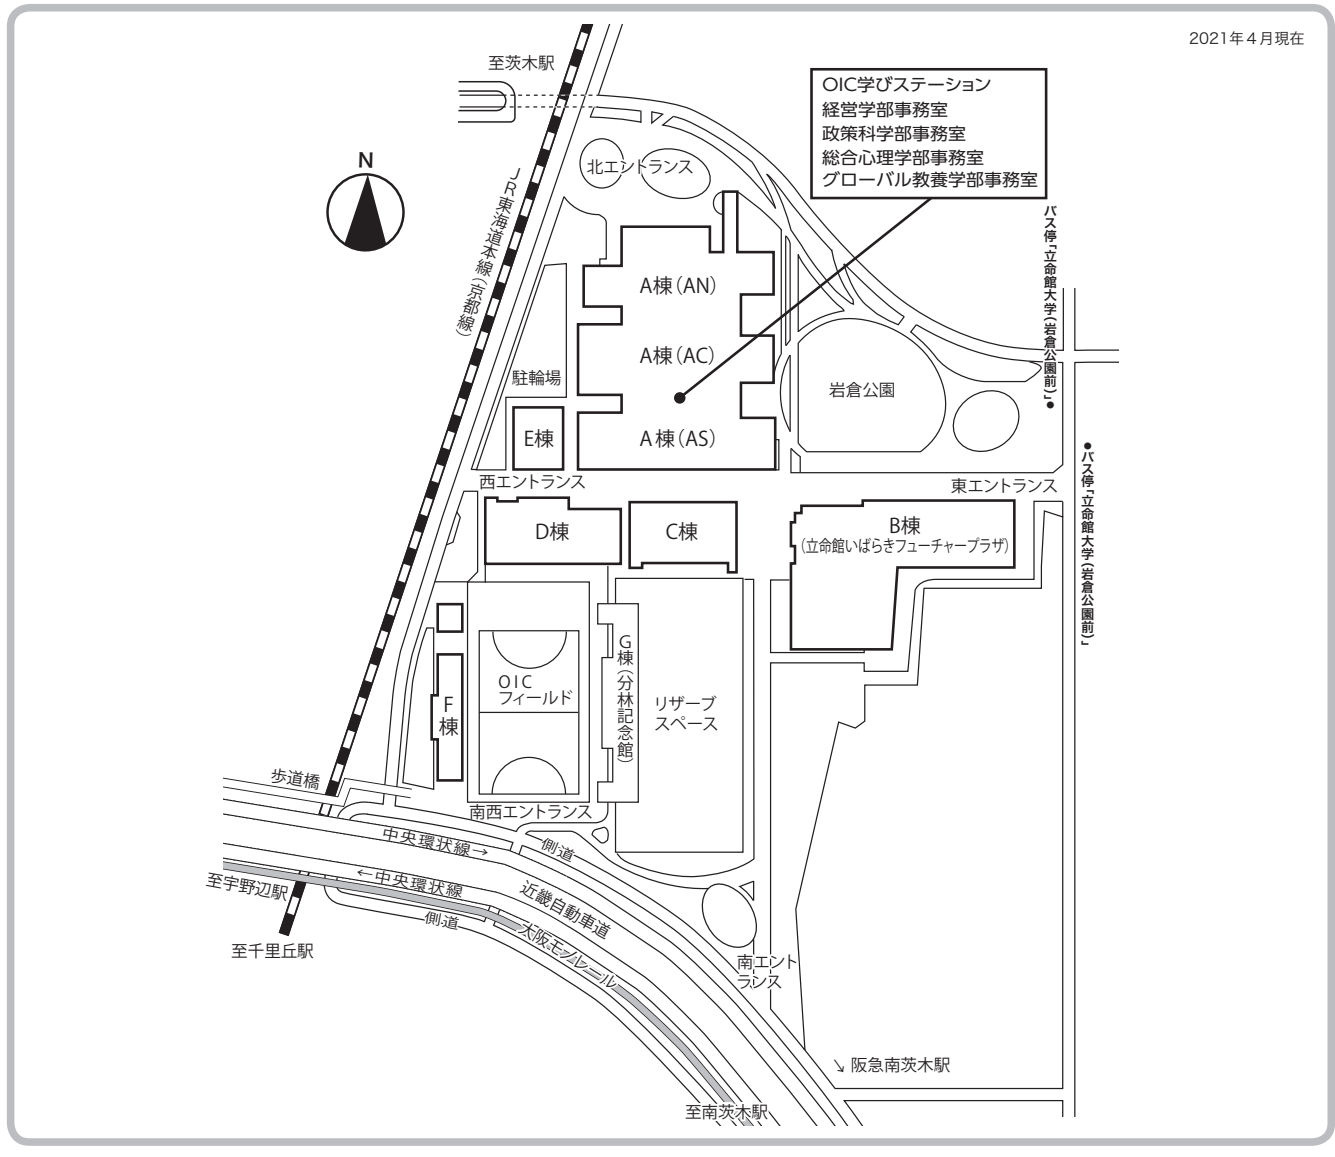 2021年４月現在
至茨木駅
OIC学びステーション
経営学部事務室
政策科学部事務室
総合心理学部事務室
グローバル教養学部事務室
N
北エントランス
JR東海道本線（京都線）
バス停「立命館大学（岩倉公園前）」●
A棟（AN）
A棟（AC）
駐輪場
岩倉公園
E棟
A棟（AS）
●バス停「立命館大学（岩倉公園前）」
西エントランス
東エントランス
D棟
C棟
B棟
（立命館いばらきフューチャープラザ）
G棟（分林記念館）
OIC
フィールド
F棟
リザーブ
スペース
歩道橋
南西エントランス
中央環状線→
側道
←中央環状線
至宇野辺駅
近畿自動車道
側道
大阪モノレール
至千里丘駅
南エント
ランス
↘ 阪急南茨木駅
至南茨木駅